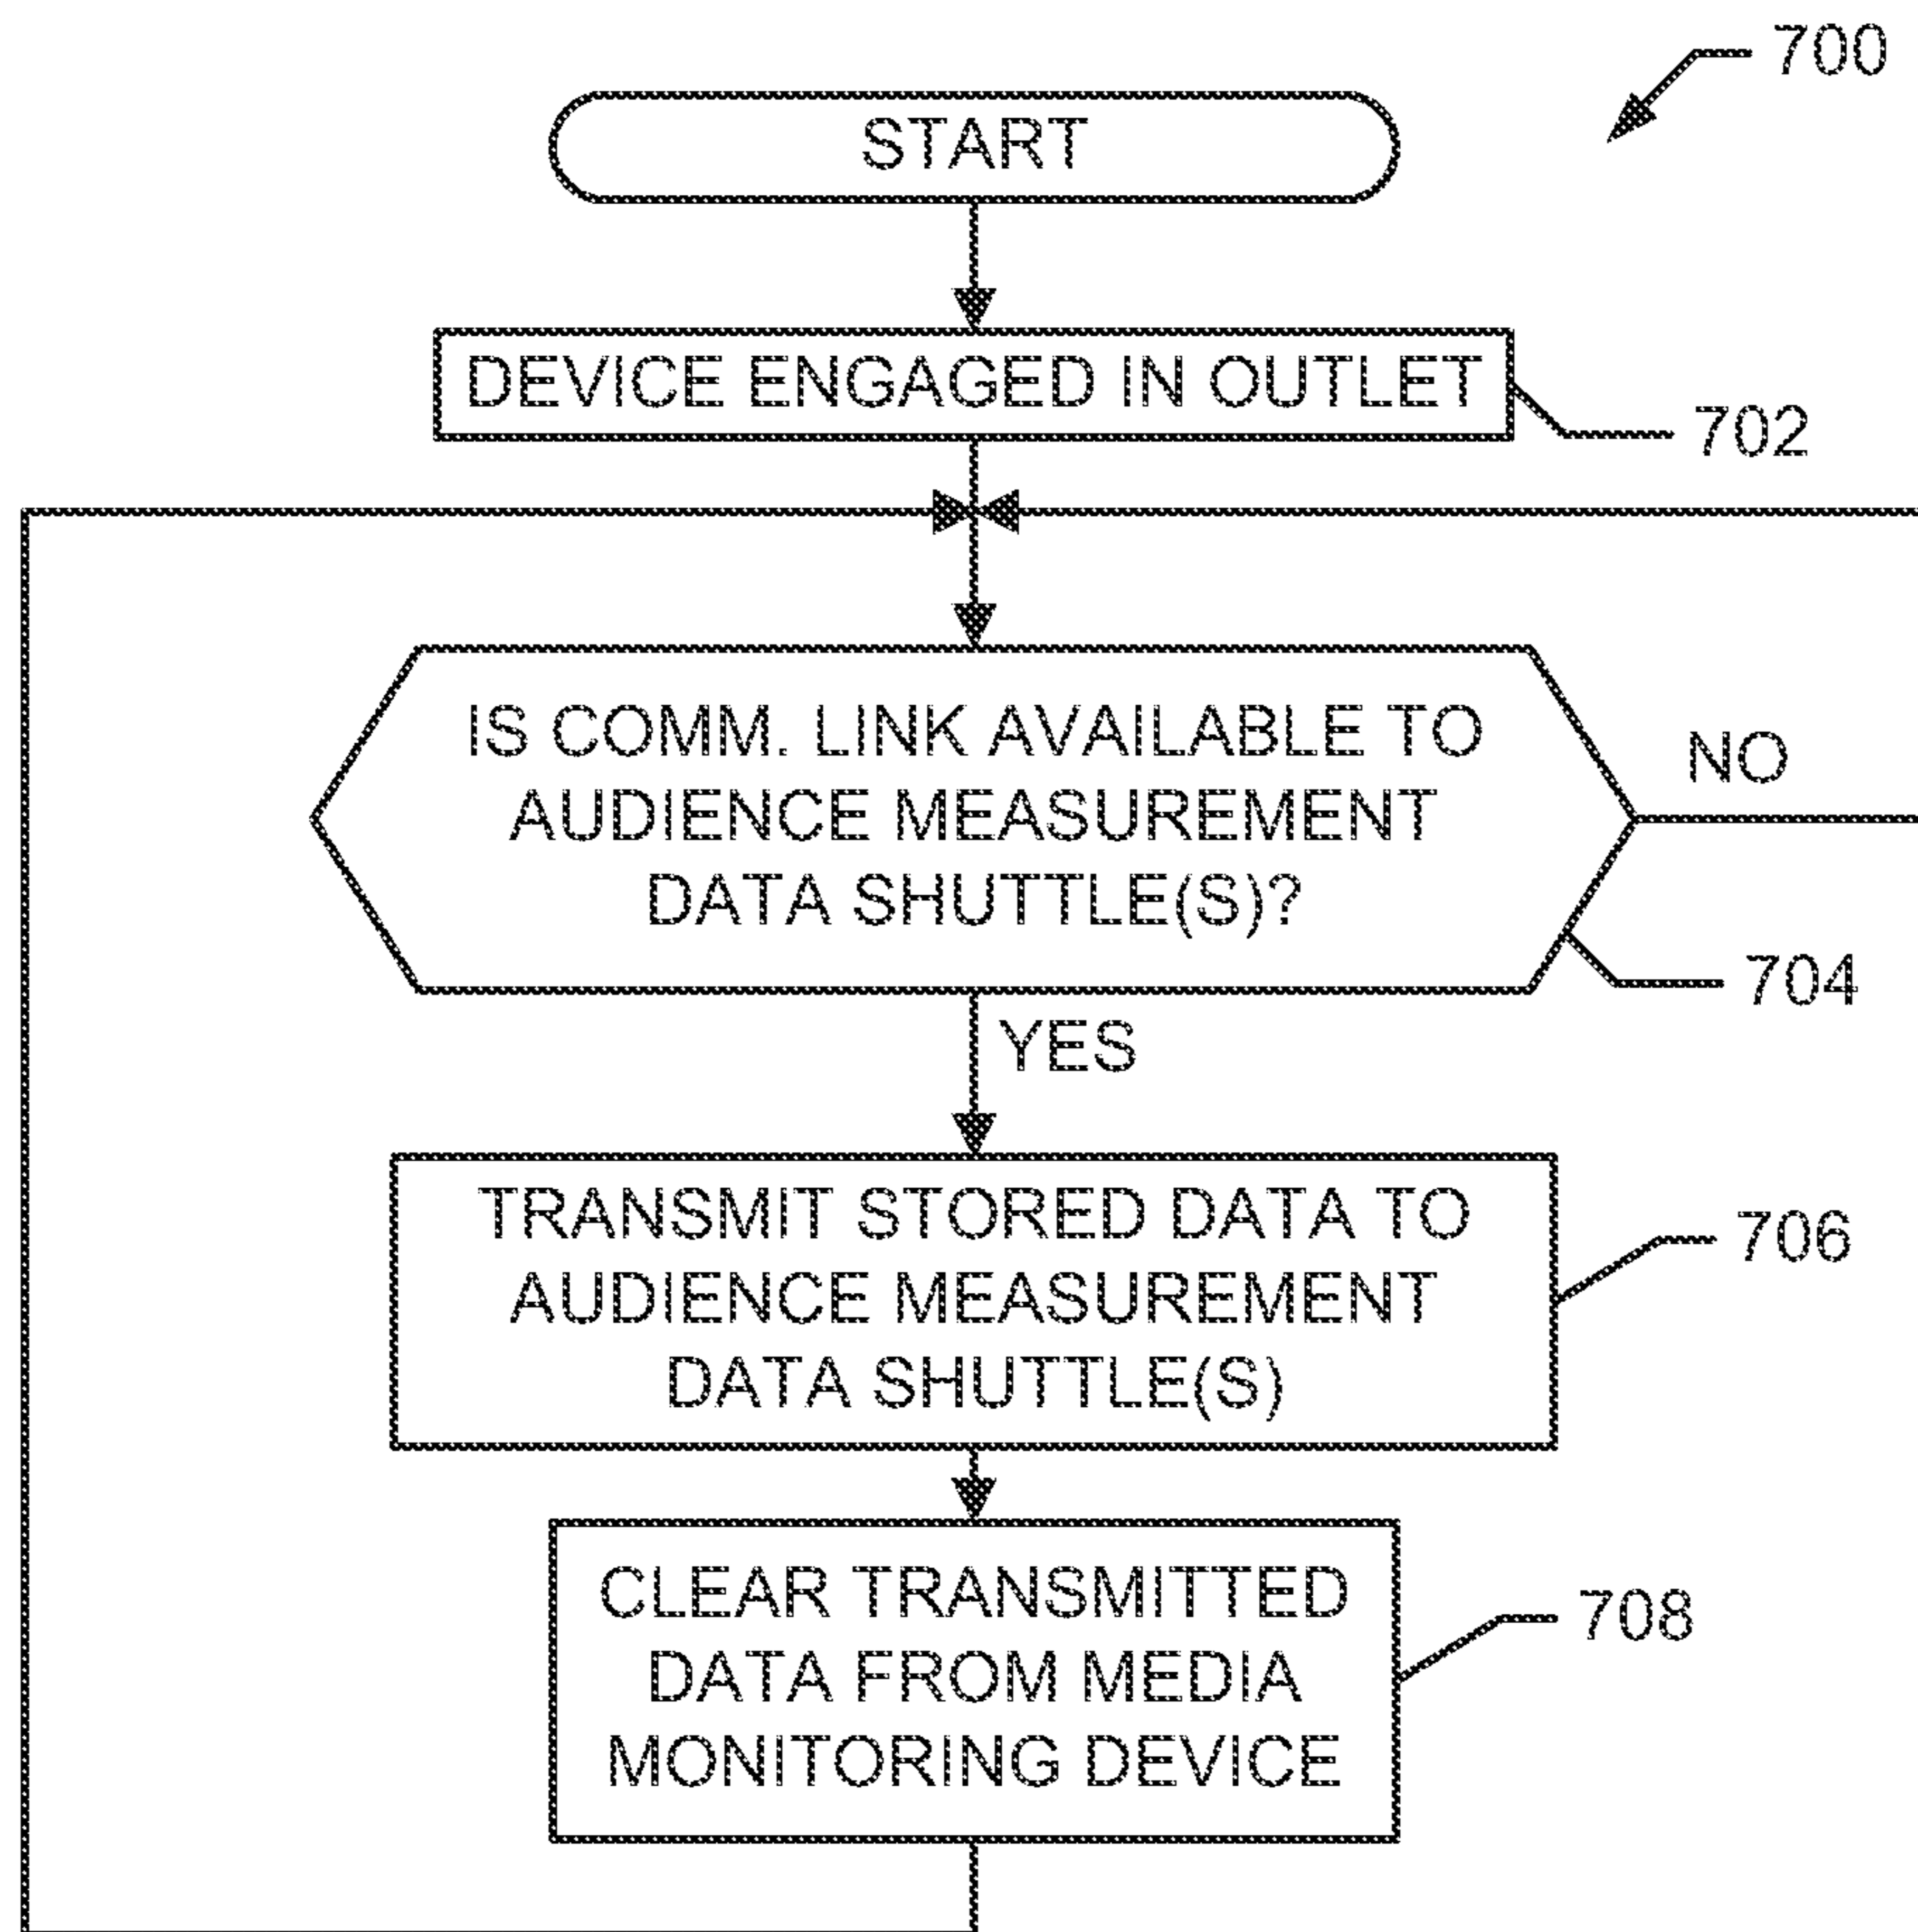 700
START
DEVICE ENGAGED IN OUTLET
702
IS COMM. LINK AVAILABLE TO
AUDIENCE MEASUREMENT
DATA SHUTTLE(S)?
NO
704
YES
TRANSMIT STORED DATA TO
AUDIENCE MEASUREMENT
DATA SHUTTLE(S)
706
CLEAR TRANSMITTED
DATA FROM MEDIA
MONITORING DEVICE
708